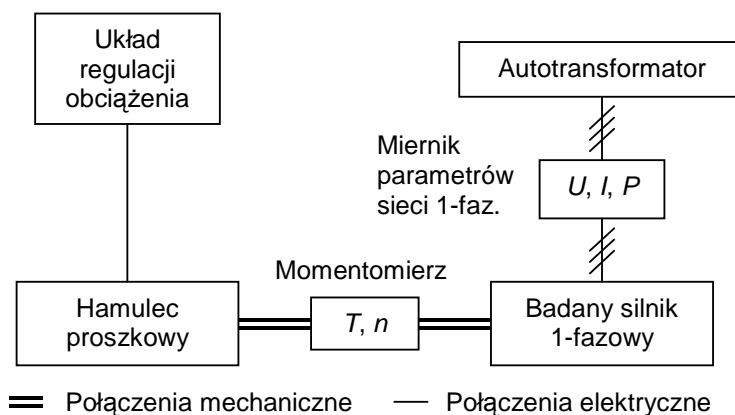 Układ
regulacji
obciążenia
Autotransformator
Miernik
parametrów
sieci 1-faz.
U, I, P
Momentomierz
Hamulec
proszkowy
T, n
Badany silnik
1-fazowy
Połączenia mechaniczne
Połączenia elektryczne